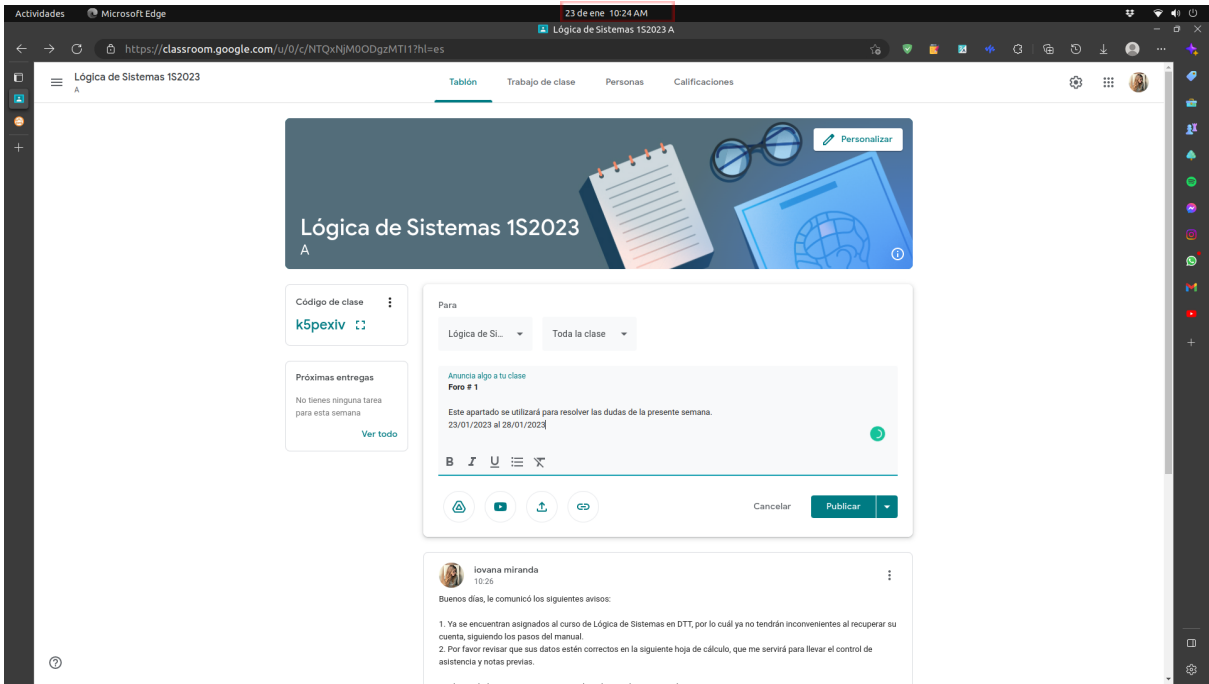 Actividades
Microsoft Edge
23 de ene 10:24 AM
Lógica de Sistemas 1S2023 A
https://classroom.google.com/u/0/c/NTQxNjM0ODgzMTI1?hl=es
Lógica de Sistemas 1S2023
A
Tablón
Trabajo de clase
Personas
Calificaciones
Personalizar
Lógica de Sistemas 1S2023
A
Código de clase
k5pexiv
Próximas entregas
No tienes ninguna tarea
para esta semana
Ver todo
Para
Lógica de Si...
Toda la clase
Anuncia algo a tu clase
Foro # 1
Este apartado se utilizará para resolver las dudas de la presente semana.
23/01/2023 al 28/01/2023
B I U
Cancelar
Publicar
iovana miranda
10:26
Buenos días, le comunicó los siguientes avisos:
1. Ya se encuentran asignados al curso de Lógica de Sistemas en DTT, por lo cuál ya no tendrán inconvenientes al recuperar su
cuenta, siguiendo los pasos del manual.
2. Por favor revisar que sus datos estén correctos en la siguiente hoja de cálculo, que me servirá para llevar el control de
asistencia y notas previas.